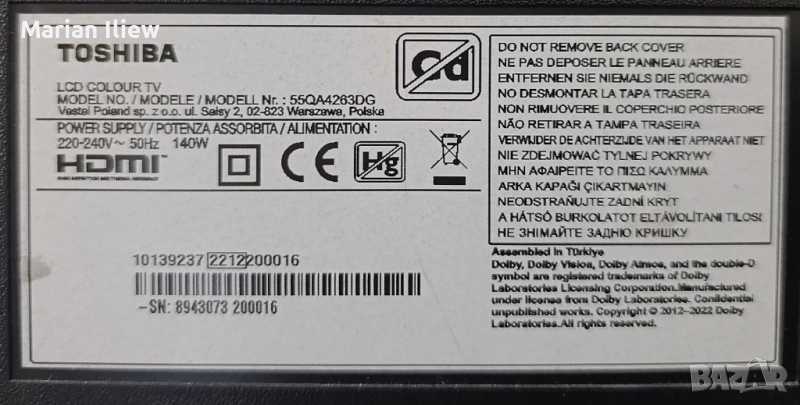 Marian Iliew
TOSHIBA
LCD COLOUR TV
MODEL NO. / MODELE / MODELL Nr. : 55QA4263DG
Vestel Poland sp. z o.o. ul. Salsy 2, 02-823 Warszawa, Polska
POWER SUPPLY / POTENZA ASSORBITA / ALIMENTATION :
220-240V~ 50Hz 140W
HDMI
HIGH DEFINITION MULTIMEDIA INTERFACE
CE
Hg
Cd
10139237 2212200016
-SN: 8943073 200016
DO NOT REMOVE BACK COVER
NE PAS DEPOSER LE PANNEAU ARRIERE
ENTFERNEN SIE NIEMALS DIE RÜCKWAND
NO DESMONTAR LA TAPA TRASERA
NON RIMUOVERE IL COPERCHIO POSTERIORE
NÃO RETIRAR A TAMPA TRASEIRA
VERWIJDER DE ACHTERZIJDE VAN HET APPARAAT NIET
NIE ZDEJMOWAĆ TYLNEJ POKRYWY
ΜΗΝ ΑΦΑΙΡΕΙΤΕ ΤΟ ΠΙΣΩ ΚΑΛΥΜΜΑ
ARKA KAPAĞI ÇIKARTMAYIN
NEODSTRAŇUJTE ZADNÍ KRYT
A HÁTSÓ BURKOLATOT ELTÁVOLÍTANI TILOS!
НЕ ЗНІМАЙТЕ ЗАДНЮ КРИШКУ
Assembled in Türkiye
Dolby, Dolby Vision, Dolby Atmos, and the double-D
symbol are registered trademarks of Dolby
Laboratories Licensing Corporation.Manufactured
under license from Dolby Laboratories. Confidential
unpublished works. Copyright © 2012-2022 Dolby
Laboratories.All rights reserved.
BAZAR